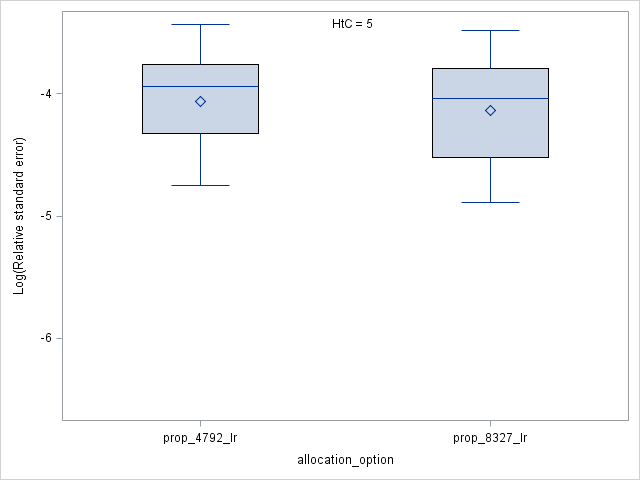 HtC = 5
-4
-5
-6
Log(Relative standard error)
prop_4792_lr
prop_8327_lr
allocation_option